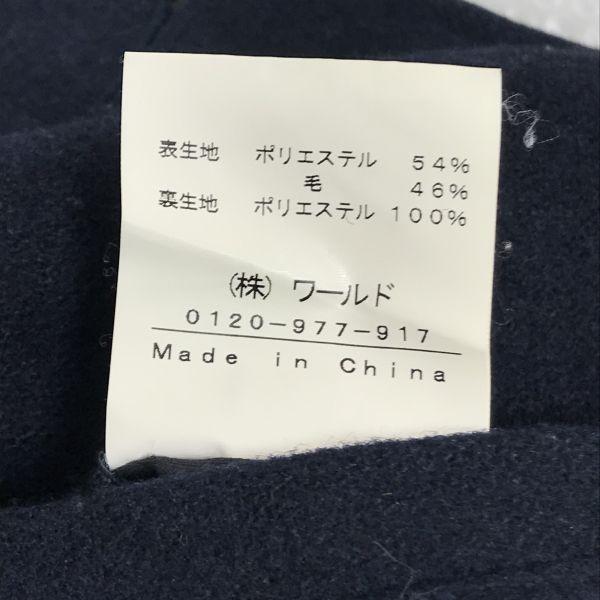 表生地 ポリエステル 54%
毛 46%
裏生地 ポリエステル 100%
(株)ワールド
0120-977-917
Made in China